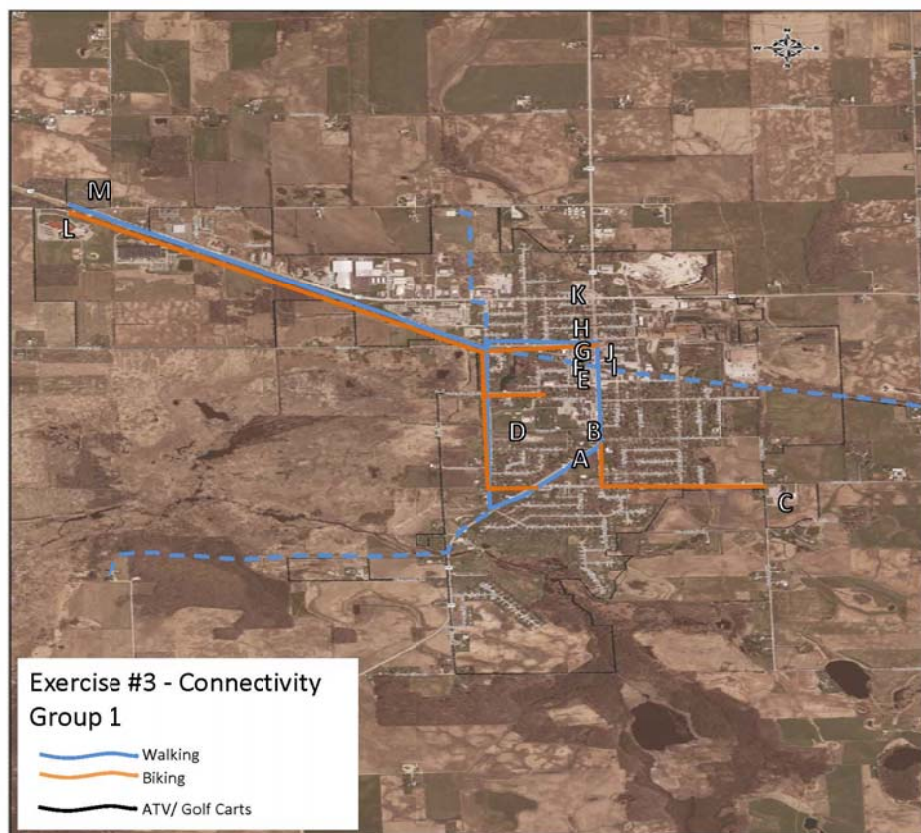 M
L
K
H
G
J
F
I
E
D
B
A
C
Exercise #3 - Connectivity
Group 1
Walking
Biking
ATV/ Golf Carts